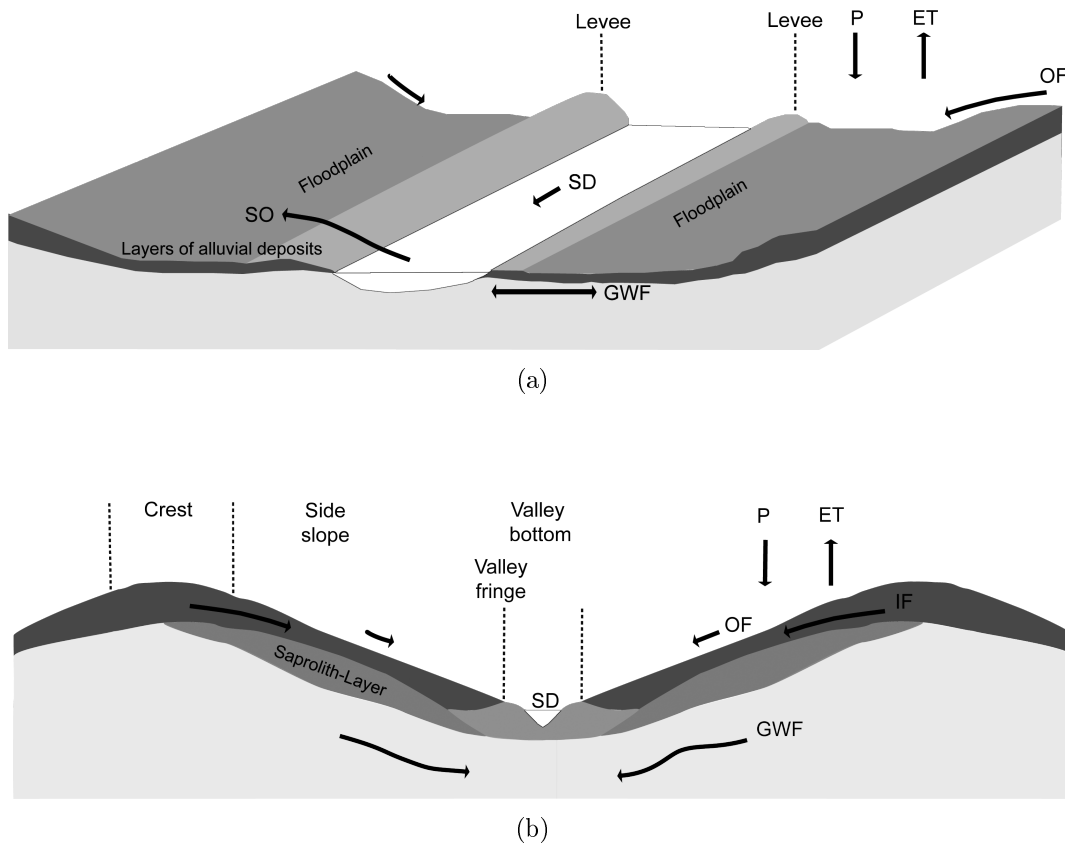 Levee
Levee
P
ET
OF
Floodplain
SD
Floodplain
SO
Layers of alluvial deposits
GWF
(a)
Crest
Side
slope
Valley
bottom
P
ET
Valley
fringe
IF
OF
Saprolith-Layer
SD
GWF
(b)